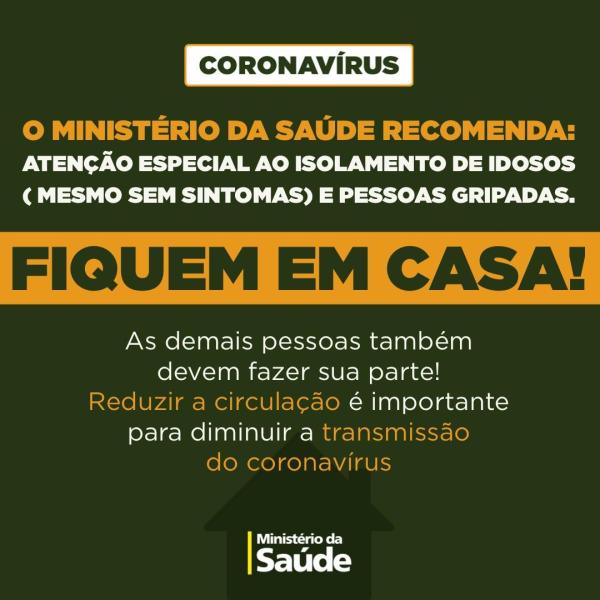 CORONAVÍRUS
O MINISTÉRIO DA SAÚDE RECOMENDA:
ATENÇÃO ESPECIAL AO ISOLAMENTO DE IDOSOS
( MESMO SEM SINTOMAS) E PESSOAS GRIPADAS.
FIQUEM EM CASA!
As demais pessoas também
devem fazer sua parte!
Reduzir a circulação é importante
para diminuir a transmissão
do coronavírus
Ministério da
Saúde